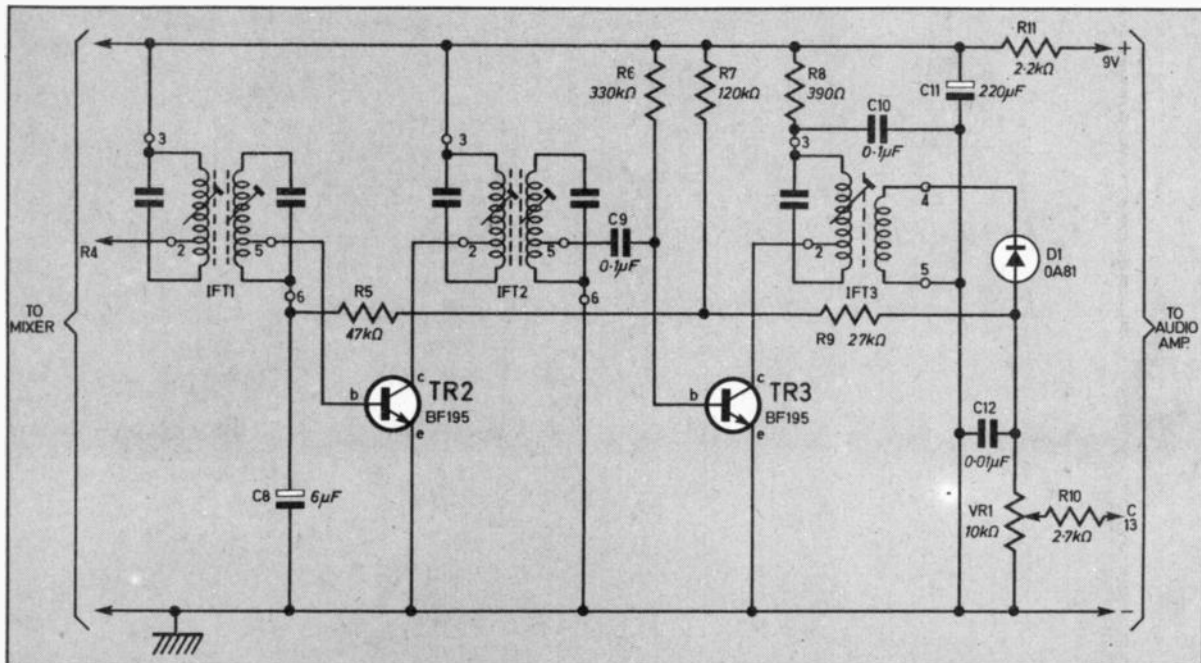 R11
2·2kΩ
+
9V
R6
330kΩ
R7
120kΩ
R8
390Ω
C10
0·1µF
C11
220µF
3
3
3
R4
2
5
2
5
C9
0·1µF
2
4
5
D1
0A81
IFT1
6
IFT2
6
IFT3
R5
47kΩ
R9
27kΩ
TO
MIXER
TO
AUDIO
AMP.
c
b
e
TR2
BF195
c
b
e
TR3
BF195
C8
6µF
C12
0·01µF
VR1
10kΩ
R10
2·7kΩ
C
13
−